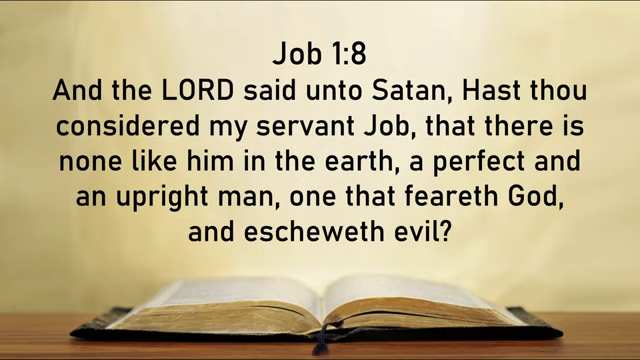 Job 1:8
And the LORD said unto Satan, Hast thou
considered my servant Job, that there is
none like him in the earth, a perfect and
an upright man, one that feareth God,
and escheweth evil?